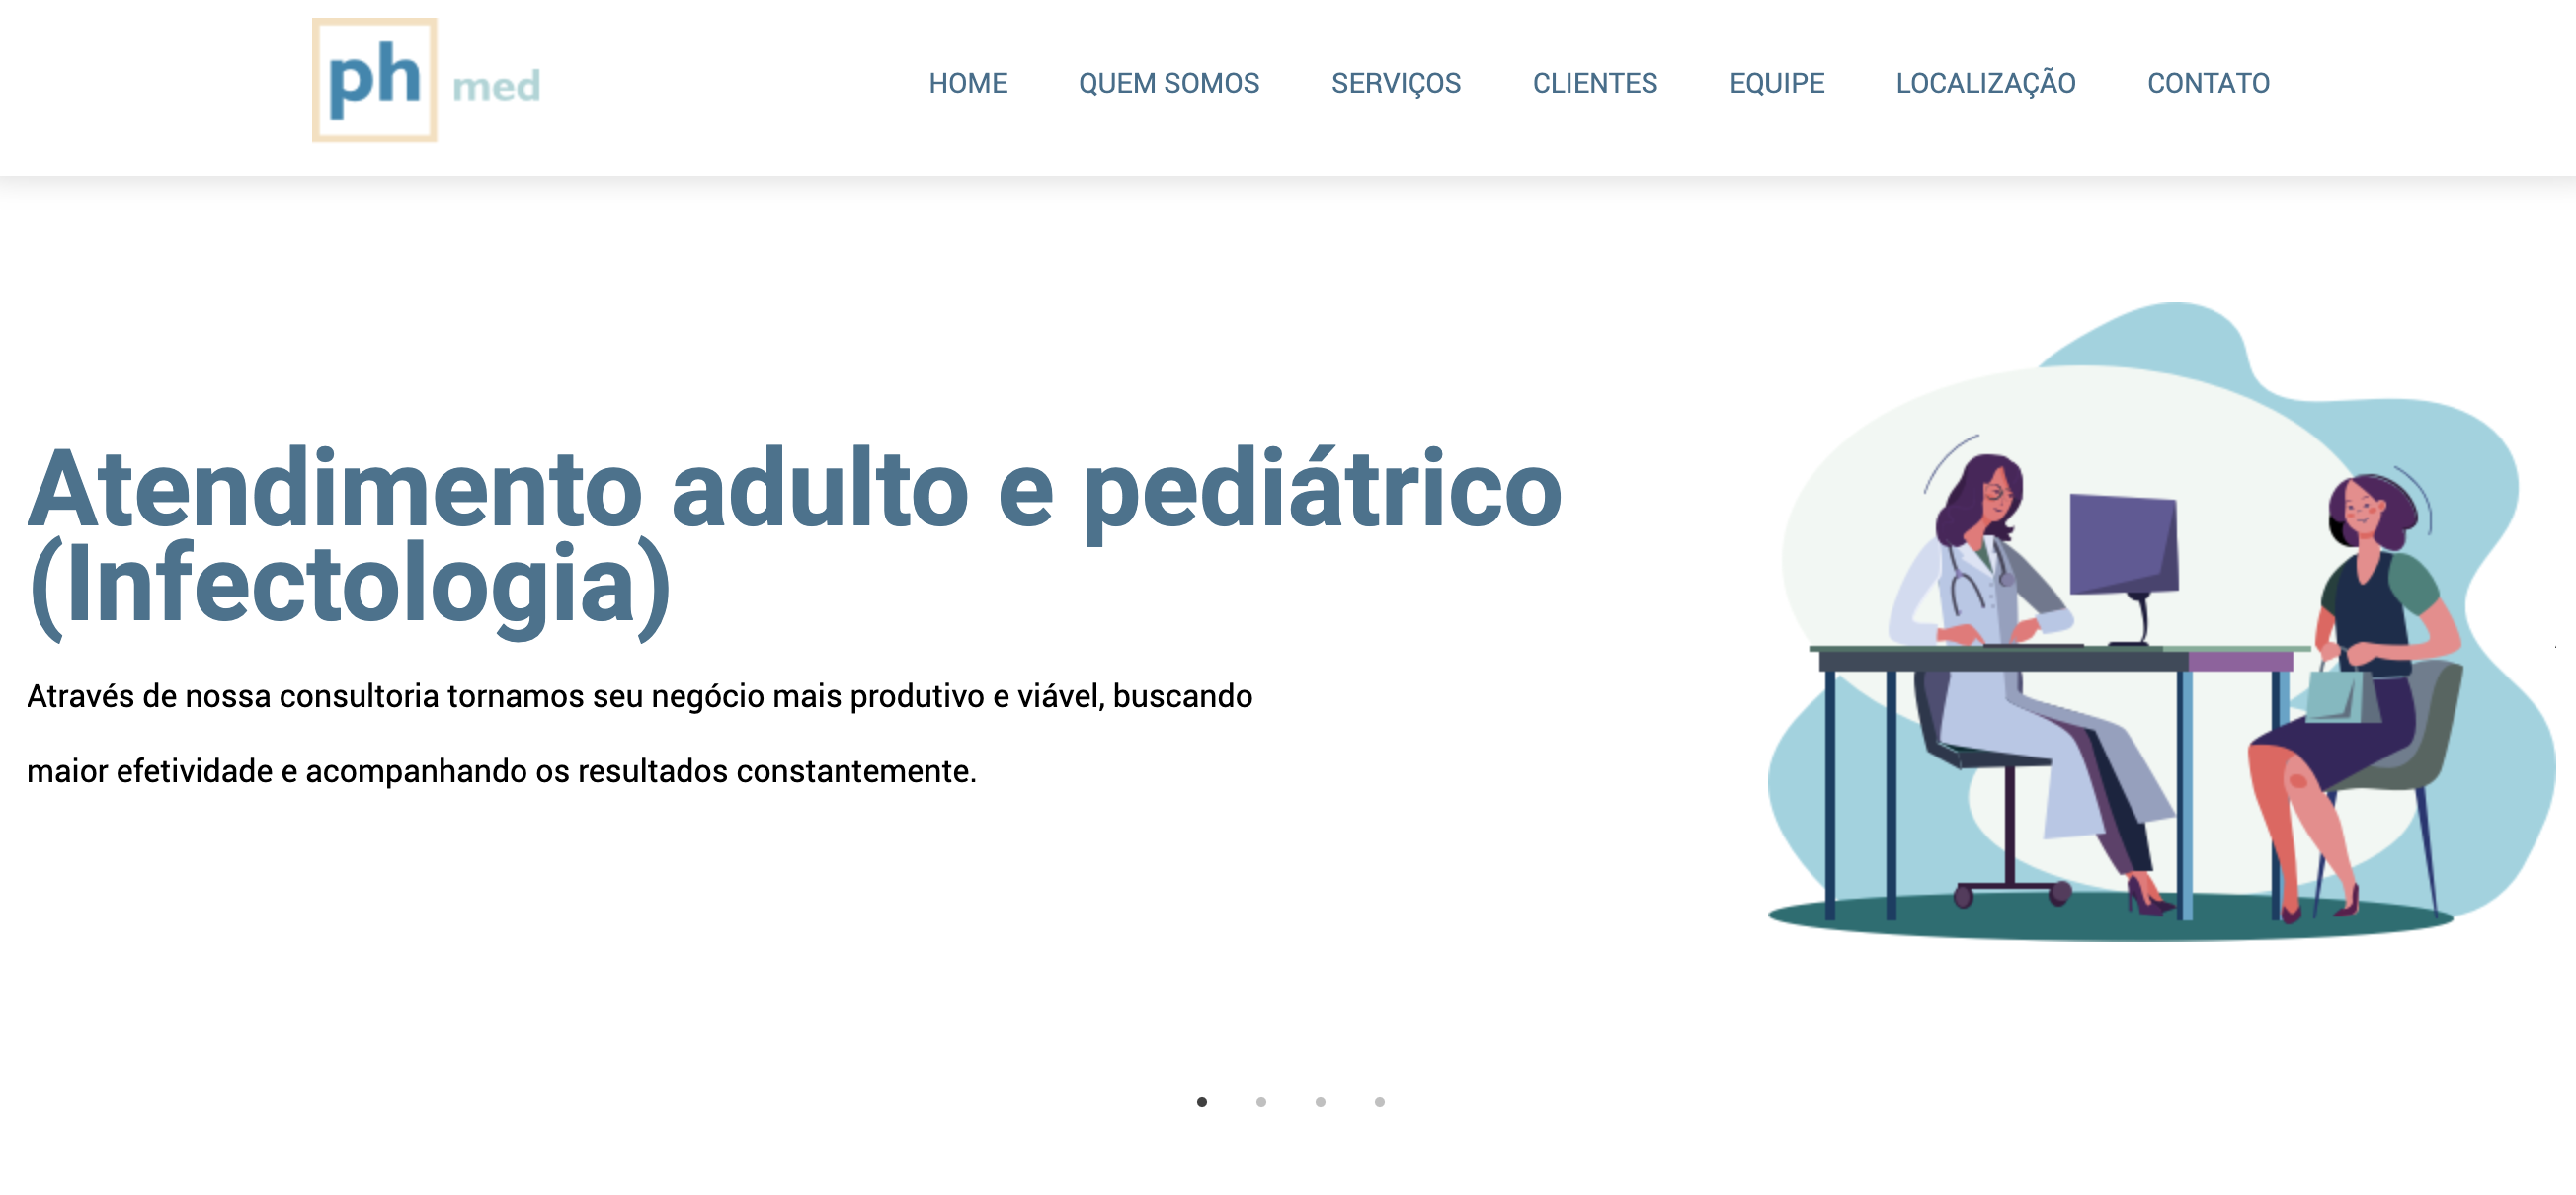 ph med
HOME QUEM SOMOS SERVIÇOS CLIENTES EQUIPE LOCALIZAÇÃO CONTATO
Atendimento adulto e pediátrico
(Infectologia)
Através de nossa consultoria tornamos seu negócio mais produtivo e viável, buscando
maior efetividade e acompanhando os resultados constantemente.